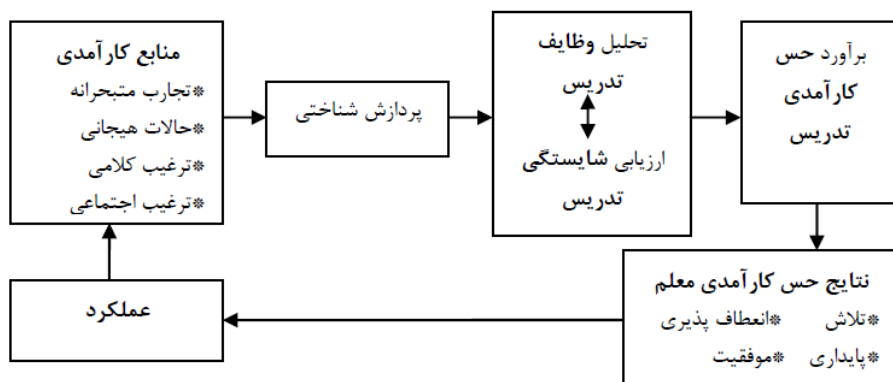 منابع کارآمدی
*تجارب متبحرانه
*حالات هیجانی
*ترغیب کلامی
*ترغیب اجتماعی
پردازش شناختی
تحلیل وظایف
تدریس
ارزیابی شایستگی
تدریس
برآورد حس
کارآمدی
تدریس
نتایج حس کارآمدی معلم
*تلاش *انعطاف پذیری
*پایداری *موفقیت
عملکرد